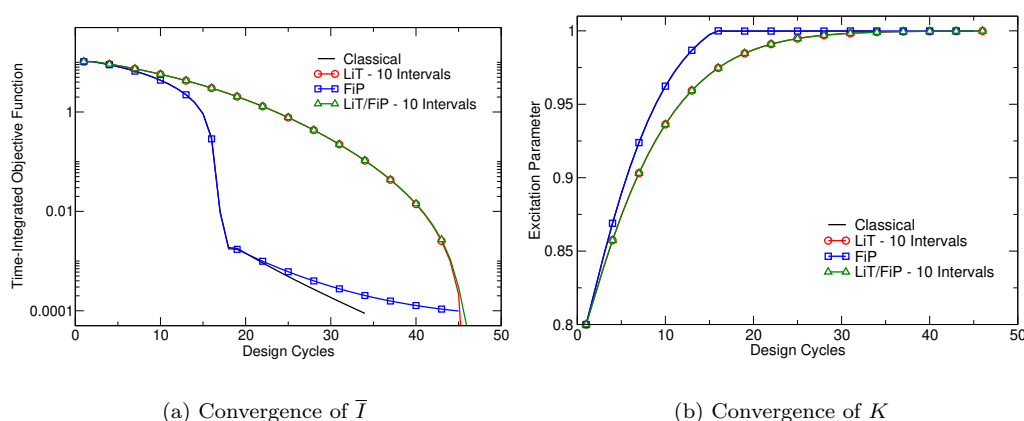 Time-Integrated Objective Function
1
0.01
0.0001
0
10
20
30
40
50
Design Cycles
Classical
LiT - 10 Intervals
FiP
LiT/FiP - 10 Intervals
(a) Convergence of I̅
Excitation Parameter
1
0.95
0.9
0.85
0.8
0
10
20
30
40
50
Design Cycles
Classical
LiT - 10 Intervals
FiP
LiT/FiP - 10 Intervals
(b) Convergence of K